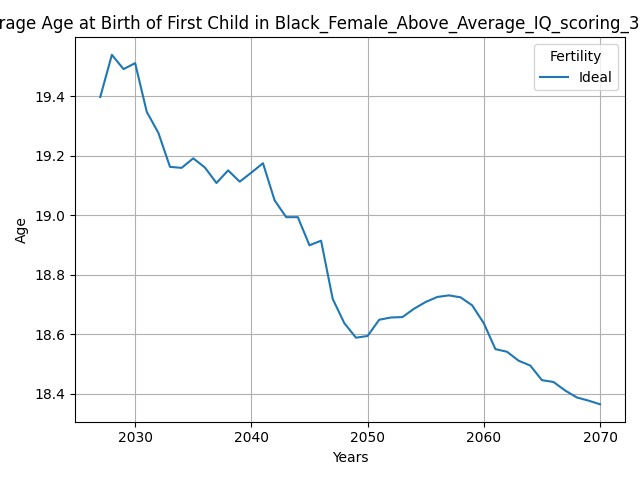 rage Age at Birth of First Child in Black_Female_Above_Average_IQ_scoring_3
Fertility
Ideal
Age
19.4
19.2
19.0
18.8
18.6
18.4
2030 2040 2050 2060 2070
Years